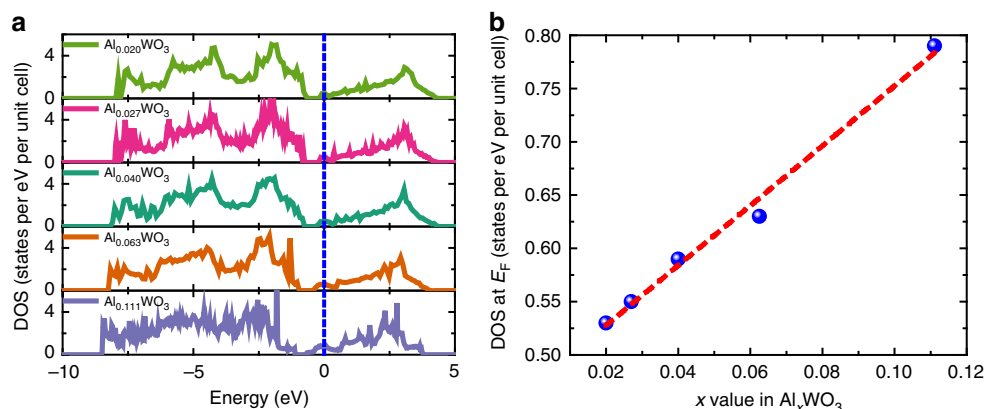 a
DOS (states per eV per unit cell)
Al0.020WO3
Al0.027WO3
Al0.040WO3
Al0.063WO3
Al0.111WO3
4
0
4
0
4
0
4
0
4
0
–10
–5
0
5
Energy (eV)
b
DOS at EF (states per eV per unit cell)
0.80
0.75
0.70
0.65
0.60
0.55
0.50
0.02
0.04
0.06
0.08
0.10
0.12
x value in AlxWO3